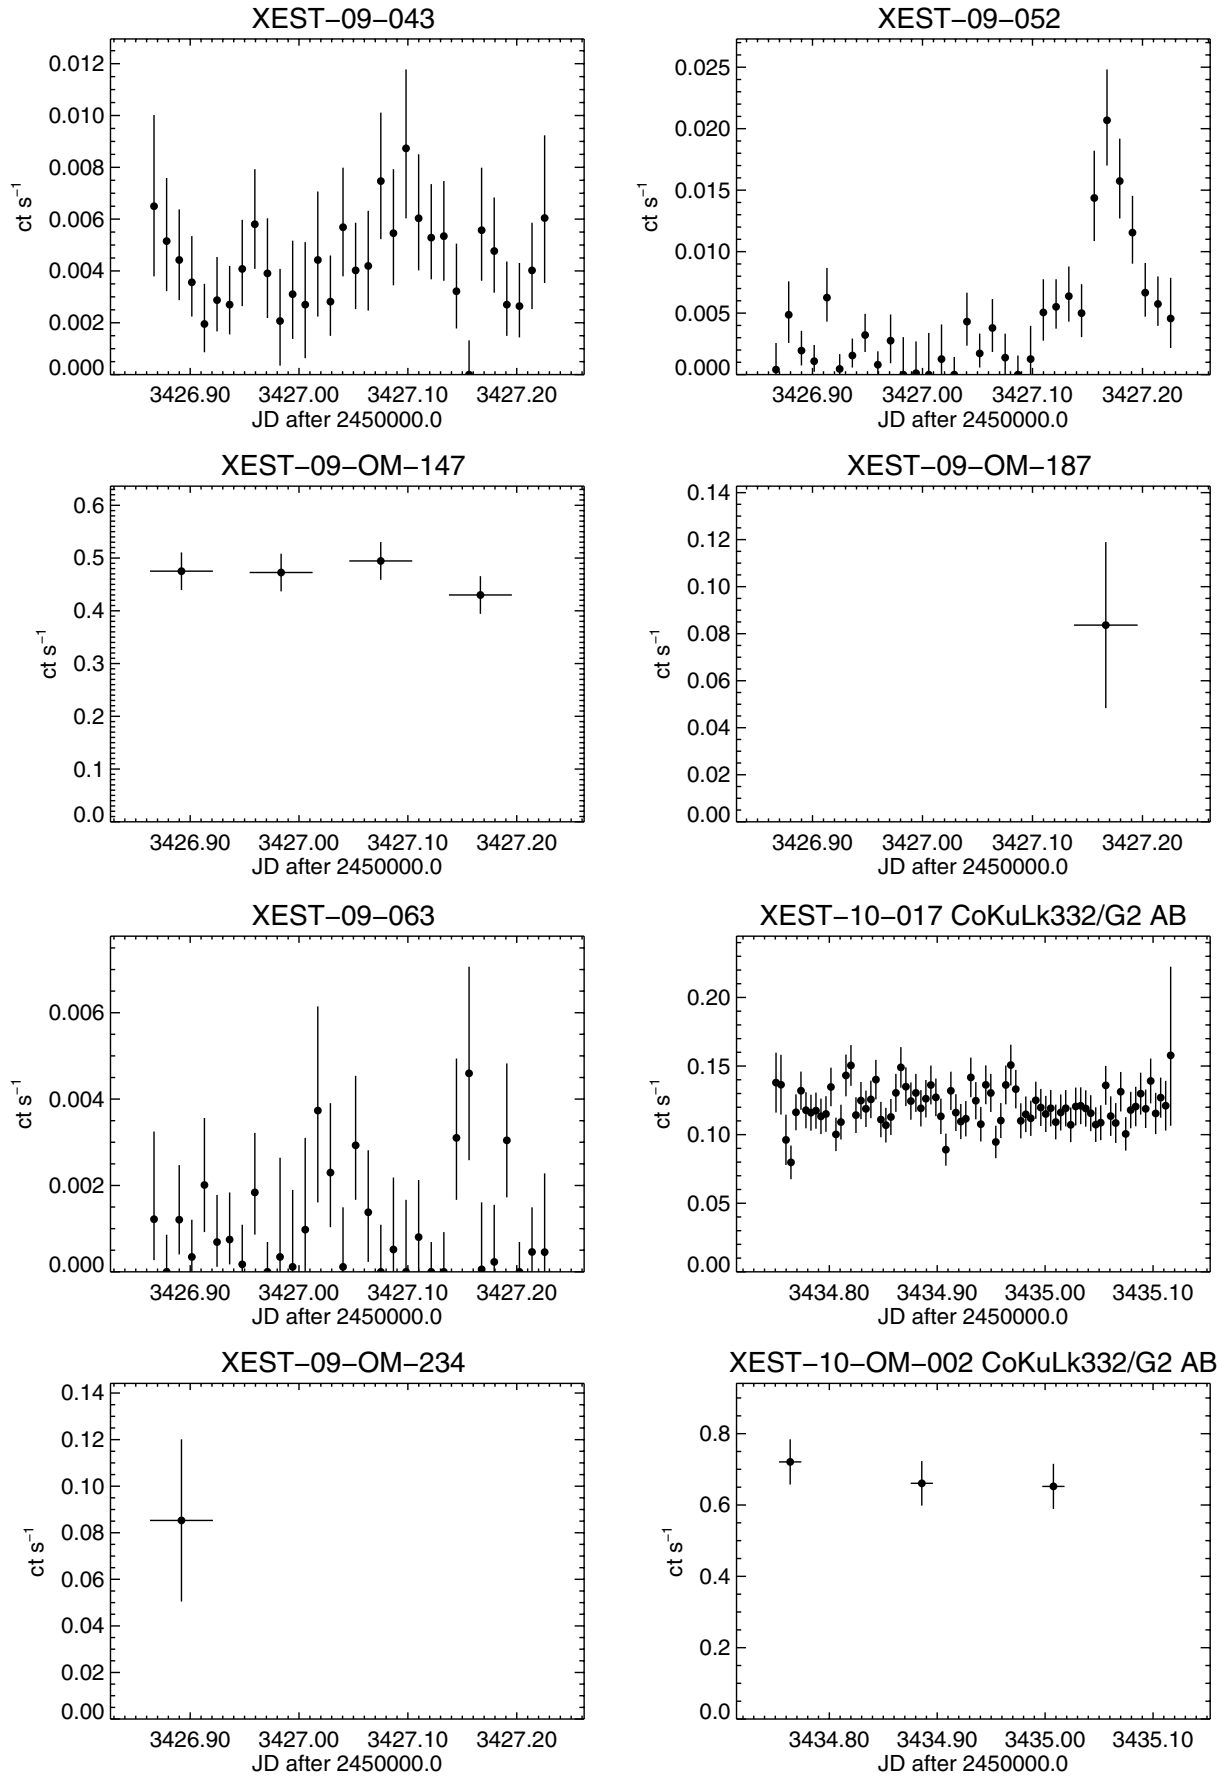 XEST−09−043
0.012
0.010
0.008
0.006
0.004
0.002
0.000
ct s−1
3426.90 3427.00 3427.10 3427.20
JD after 2450000.0
XEST−09−052
0.025
0.020
0.015
0.010
0.005
0.000
ct s−1
3426.90 3427.00 3427.10 3427.20
JD after 2450000.0
XEST−09−OM−147
0.6
0.5
0.4
0.3
0.2
0.1
0.0
ct s−1
3426.90 3427.00 3427.10 3427.20
JD after 2450000.0
XEST−09−OM−187
0.14
0.12
0.10
0.08
0.06
0.04
0.02
0.00
ct s−1
3426.90 3427.00 3427.10 3427.20
JD after 2450000.0
XEST−09−063
0.006
0.004
0.002
0.000
ct s−1
3426.90 3427.00 3427.10 3427.20
JD after 2450000.0
XEST−10−017 CoKuLk332/G2 AB
0.20
0.15
0.10
0.05
0.00
ct s−1
3434.80 3434.90 3435.00 3435.10
JD after 2450000.0
XEST−09−OM−234
0.14
0.12
0.10
0.08
0.06
0.04
0.02
0.00
ct s−1
3426.90 3427.00 3427.10 3427.20
JD after 2450000.0
XEST−10−OM−002 CoKuLk332/G2 AB
0.8
0.6
0.4
0.2
0.0
ct s−1
3434.80 3434.90 3435.00 3435.10
JD after 2450000.0